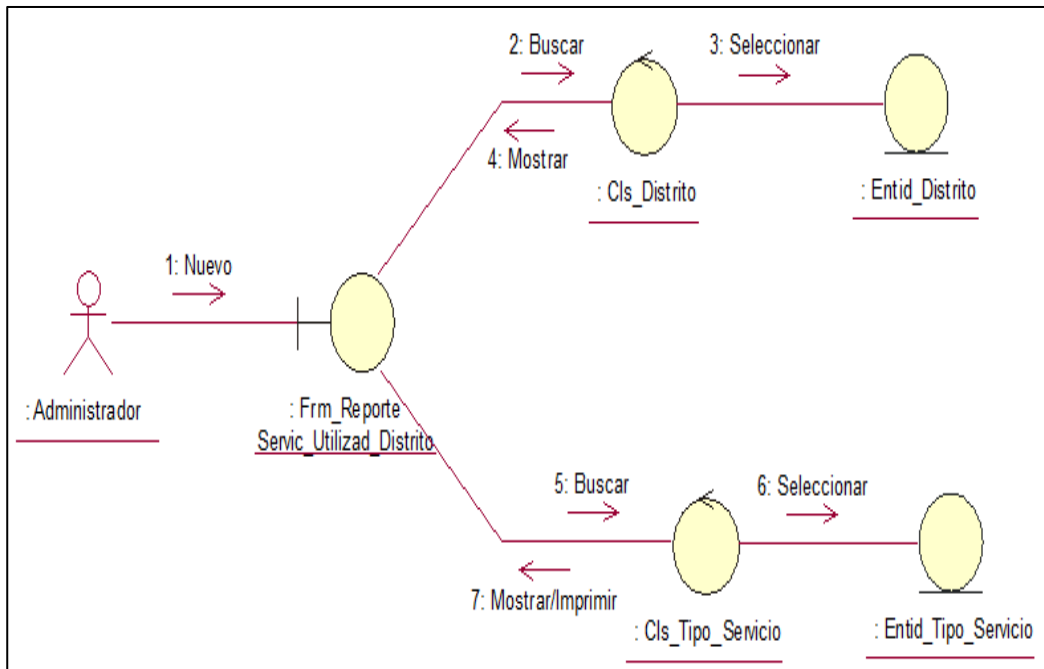 2: Buscar
3: Seleccionar
4: Mostrar
: Cls_Distrito
: Entid_Distrito
1: Nuevo
: Administrador
: Frm_Reporte
Servic_Utilizad_Distrito
5: Buscar
6: Seleccionar
7: Mostrar/Imprimir
: Cls_Tipo_Servicio
: Entid_Tipo_Servicio